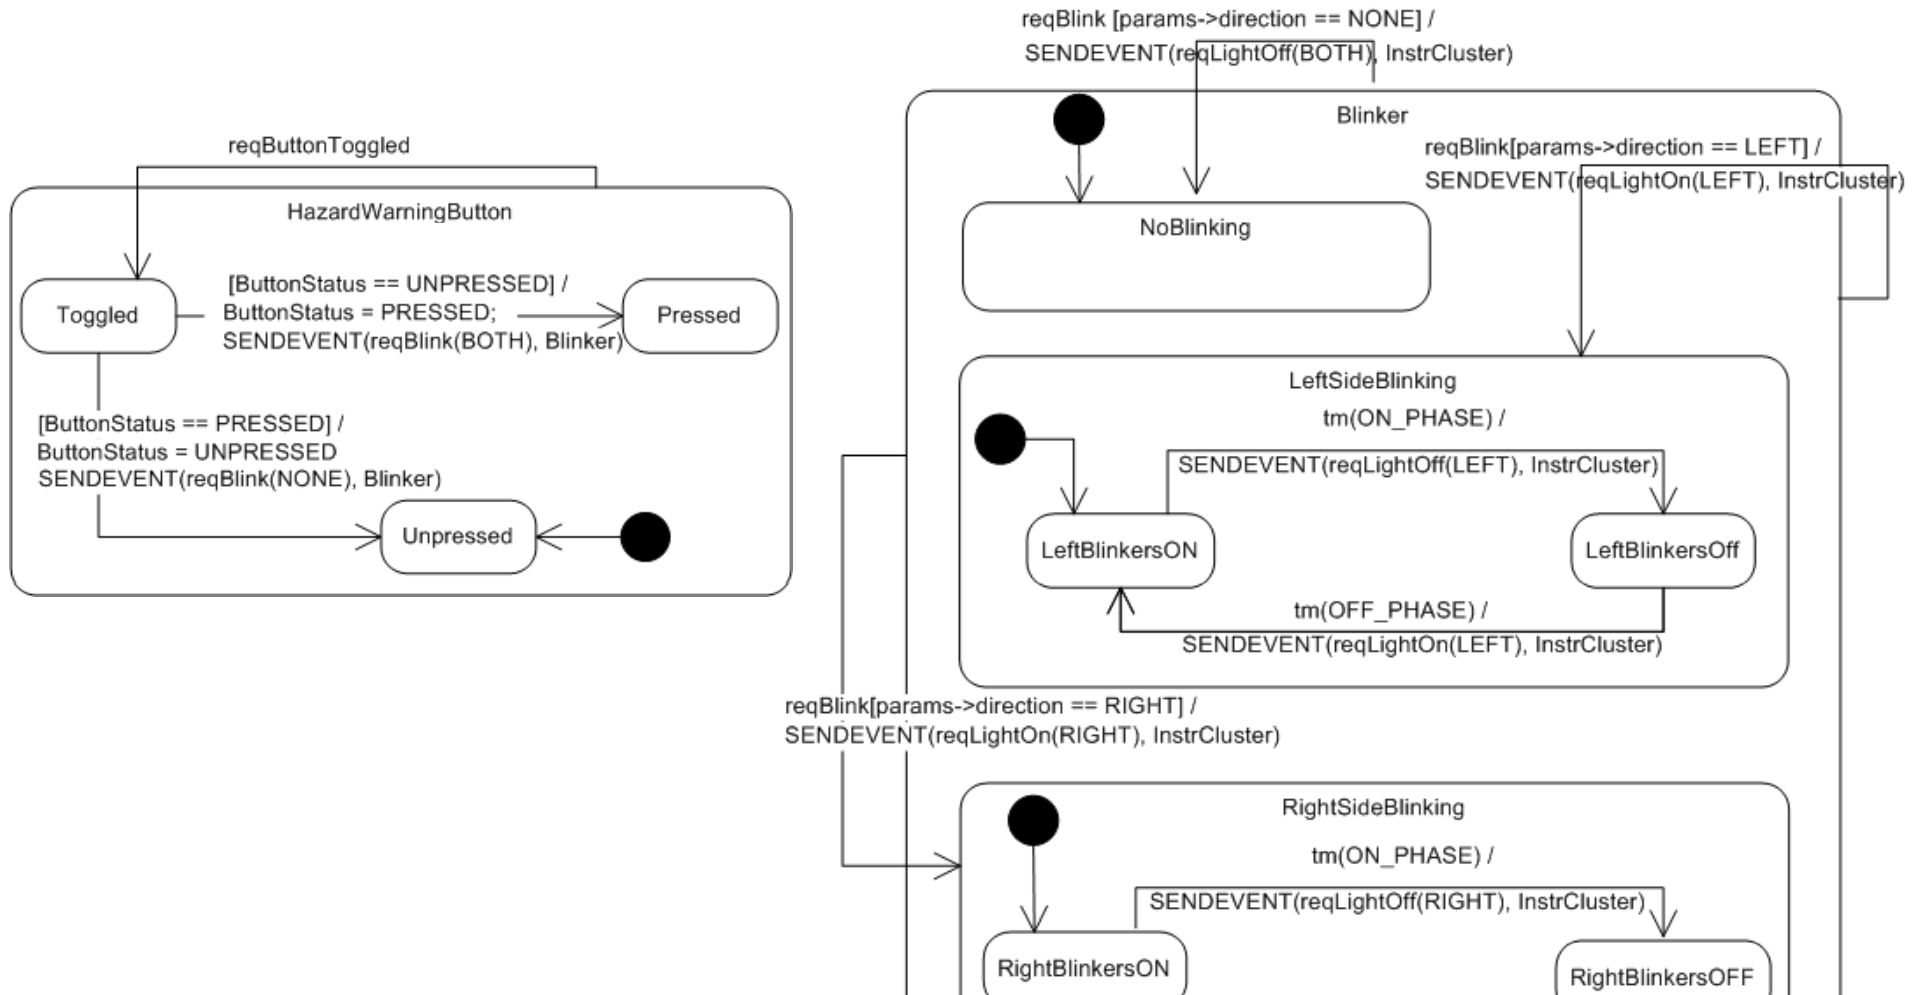 reqBlink [params->direction == NONE] /
SENDEVENT(reqLightOff(BOTH), InstrCluster)
Blinker
reqButtonToggled
reqBlink[params->direction == LEFT] /
SENDEVENT(reqLightOn(LEFT), InstrCluster)
HazardWarningButton
NoBlinking
[ButtonStatus == UNPRESSED] /
ButtonStatus = PRESSED;
SENDEVENT(reqBlink(BOTH), Blinker)
Toggled
Pressed
LeftSideBlinking
tm(ON_PHASE) /
SENDEVENT(reqLightOff(LEFT), InstrCluster)
[ButtonStatus == PRESSED] /
ButtonStatus = UNPRESSED
SENDEVENT(reqBlink(NONE), Blinker)
Unpressed
LeftBlinkersON
LeftBlinkersOff
tm(OFF_PHASE) /
SENDEVENT(reqLightOn(LEFT), InstrCluster)
reqBlink[params->direction == RIGHT] /
SENDEVENT(reqLightOn(RIGHT), InstrCluster)
RightSideBlinking
tm(ON_PHASE) /
SENDEVENT(reqLightOff(RIGHT), InstrCluster)
RightBlinkersON
RightBlinkersOFF